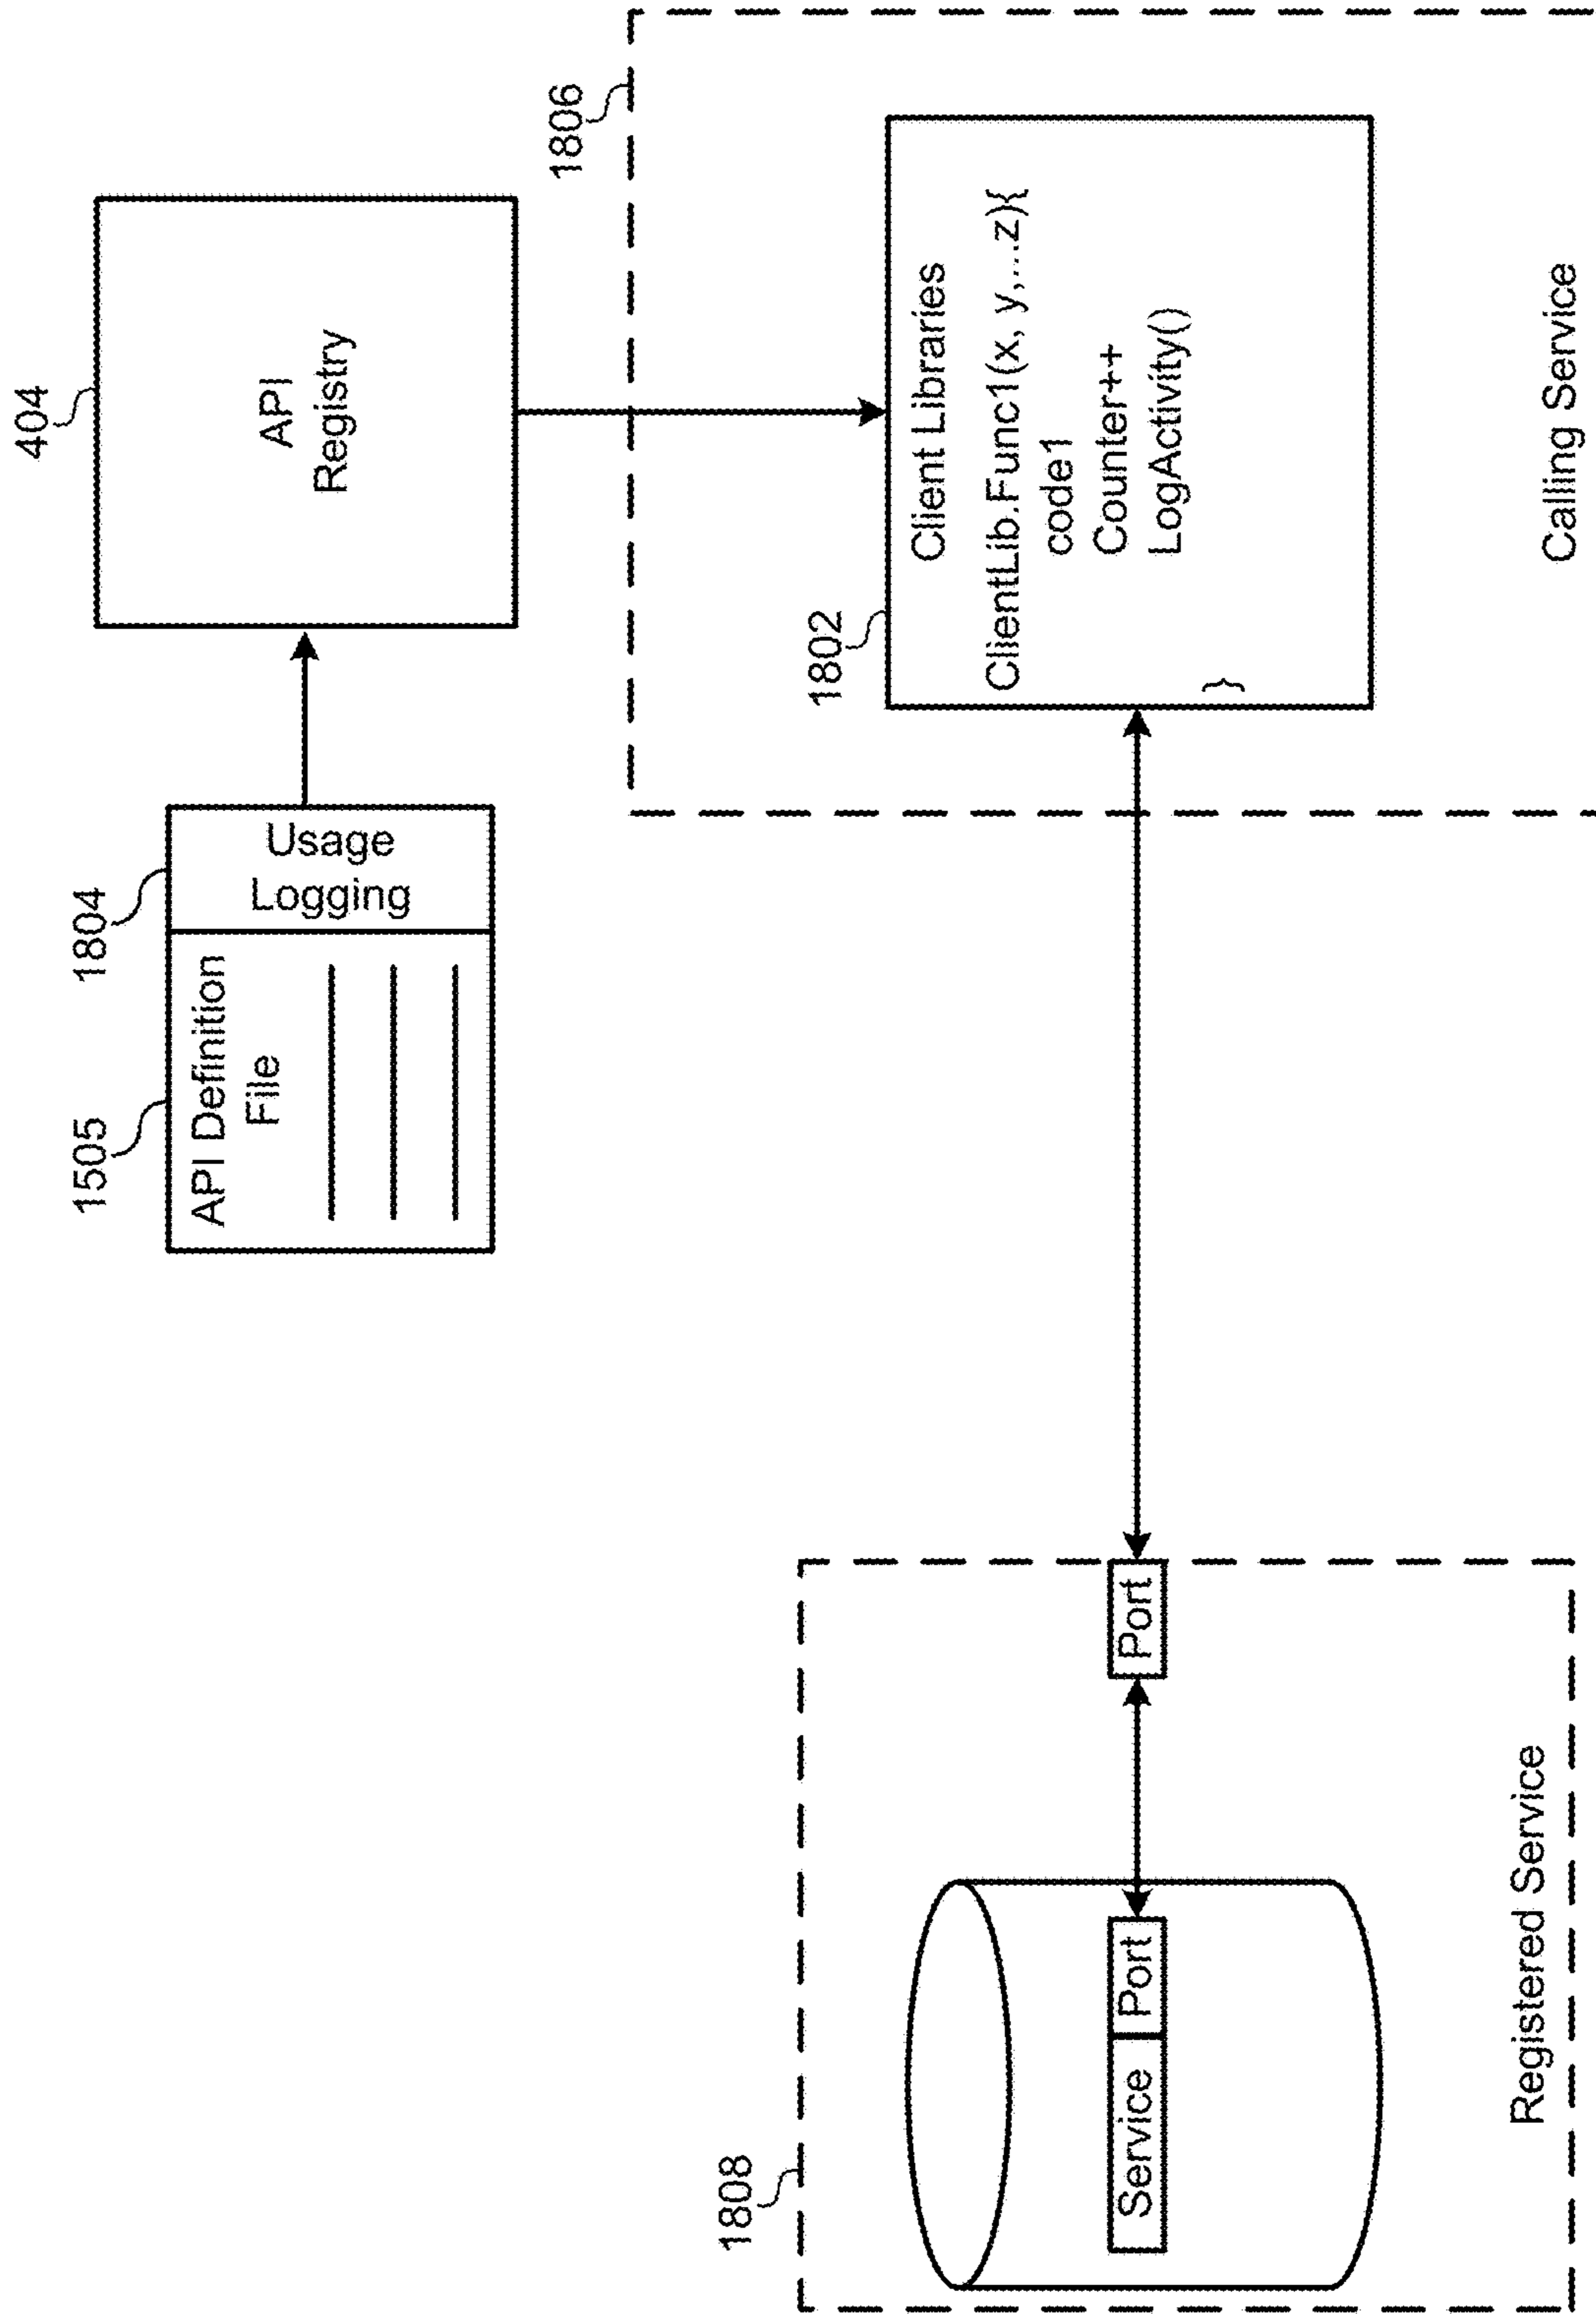 1505
API Definition
File
1804
Usage
Logging
404
API
Registry
1806
1802
Client Libraries
ClientLib.Func1(x, y,...z){
code1
Counter++
LogActivity()
}
Calling Service
1808
Service
Port
Port
Registered Service